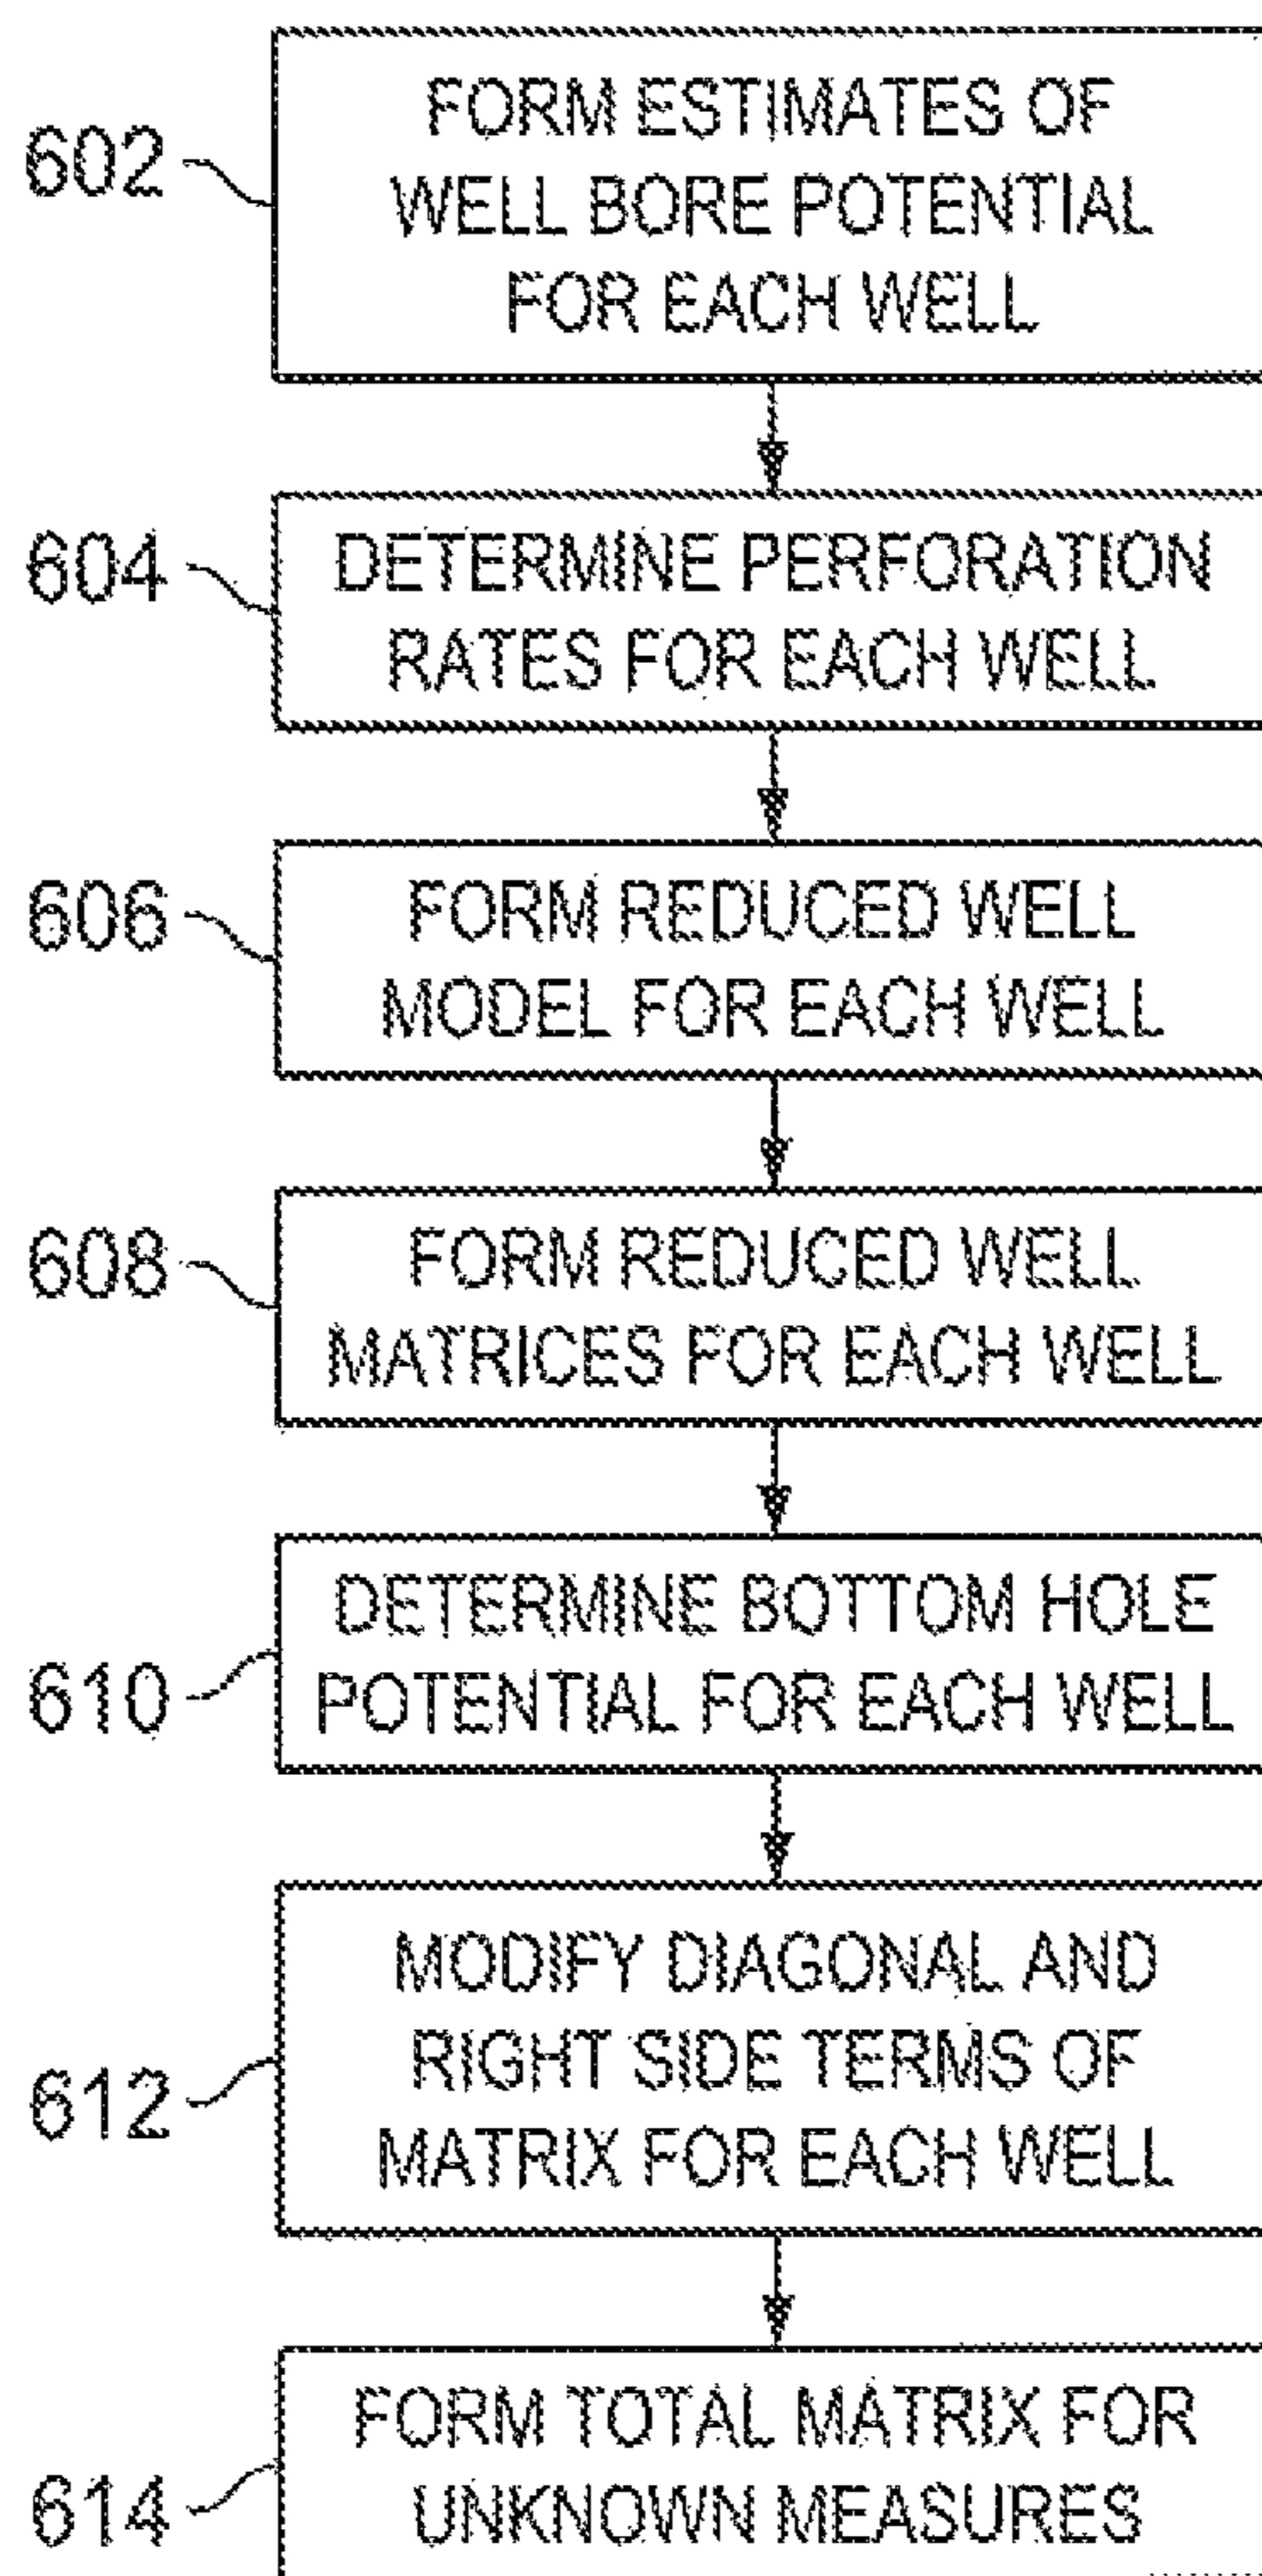 602
FORM ESTIMATES OF
WELL BORE POTENTIAL
FOR EACH WELL
604
DETERMINE PERFORATION
RATES FOR EACH WELL
606
FORM REDUCED WELL
MODEL FOR EACH WELL
608
FORM REDUCED WELL
MATRICES FOR EACH WELL
610
DETERMINE BOTTOM HOLE
POTENTIAL FOR EACH WELL
612
MODIFY DIAGONAL AND
RIGHT SIDE TERMS OF
MATRIX FOR EACH WELL
614
FORM TOTAL MATRIX FOR
UNKNOWN MEASURES